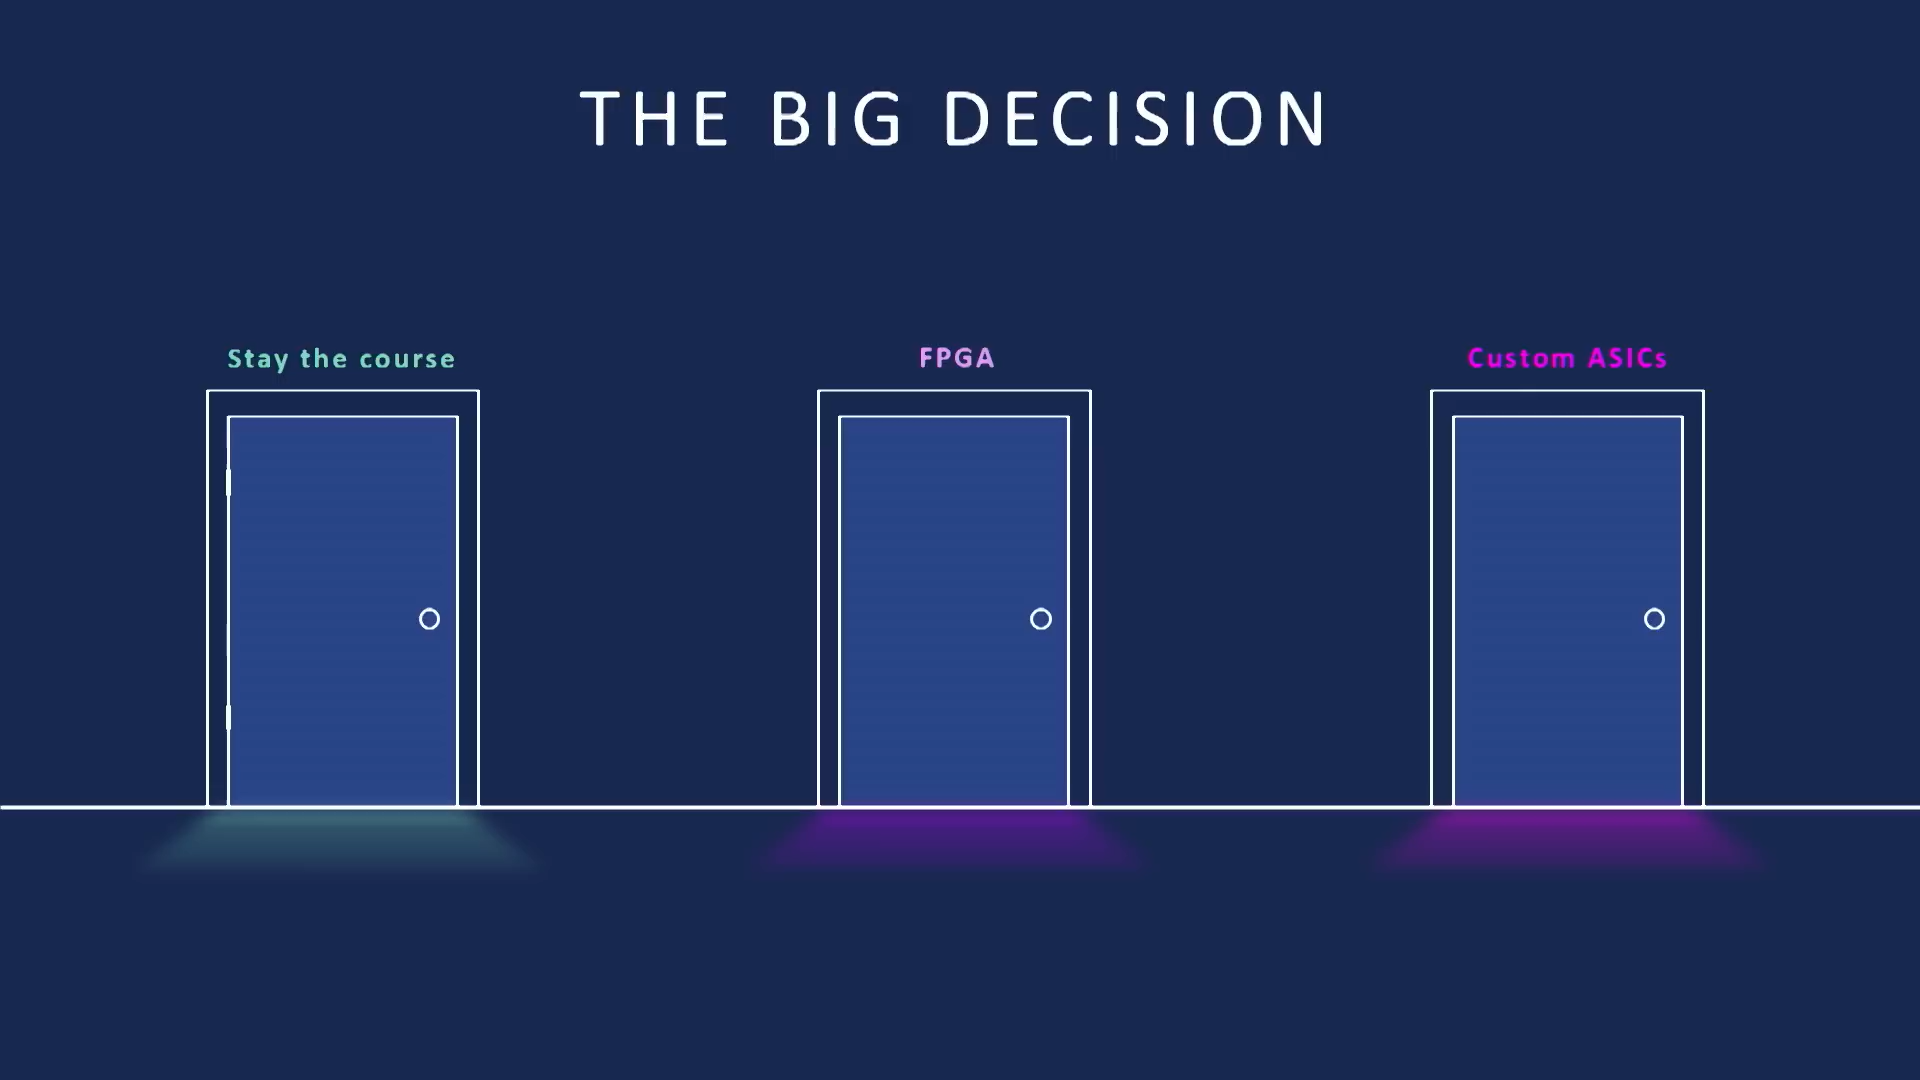 THE BIG DECISION
Stay the course
FPGA
Custom ASICs